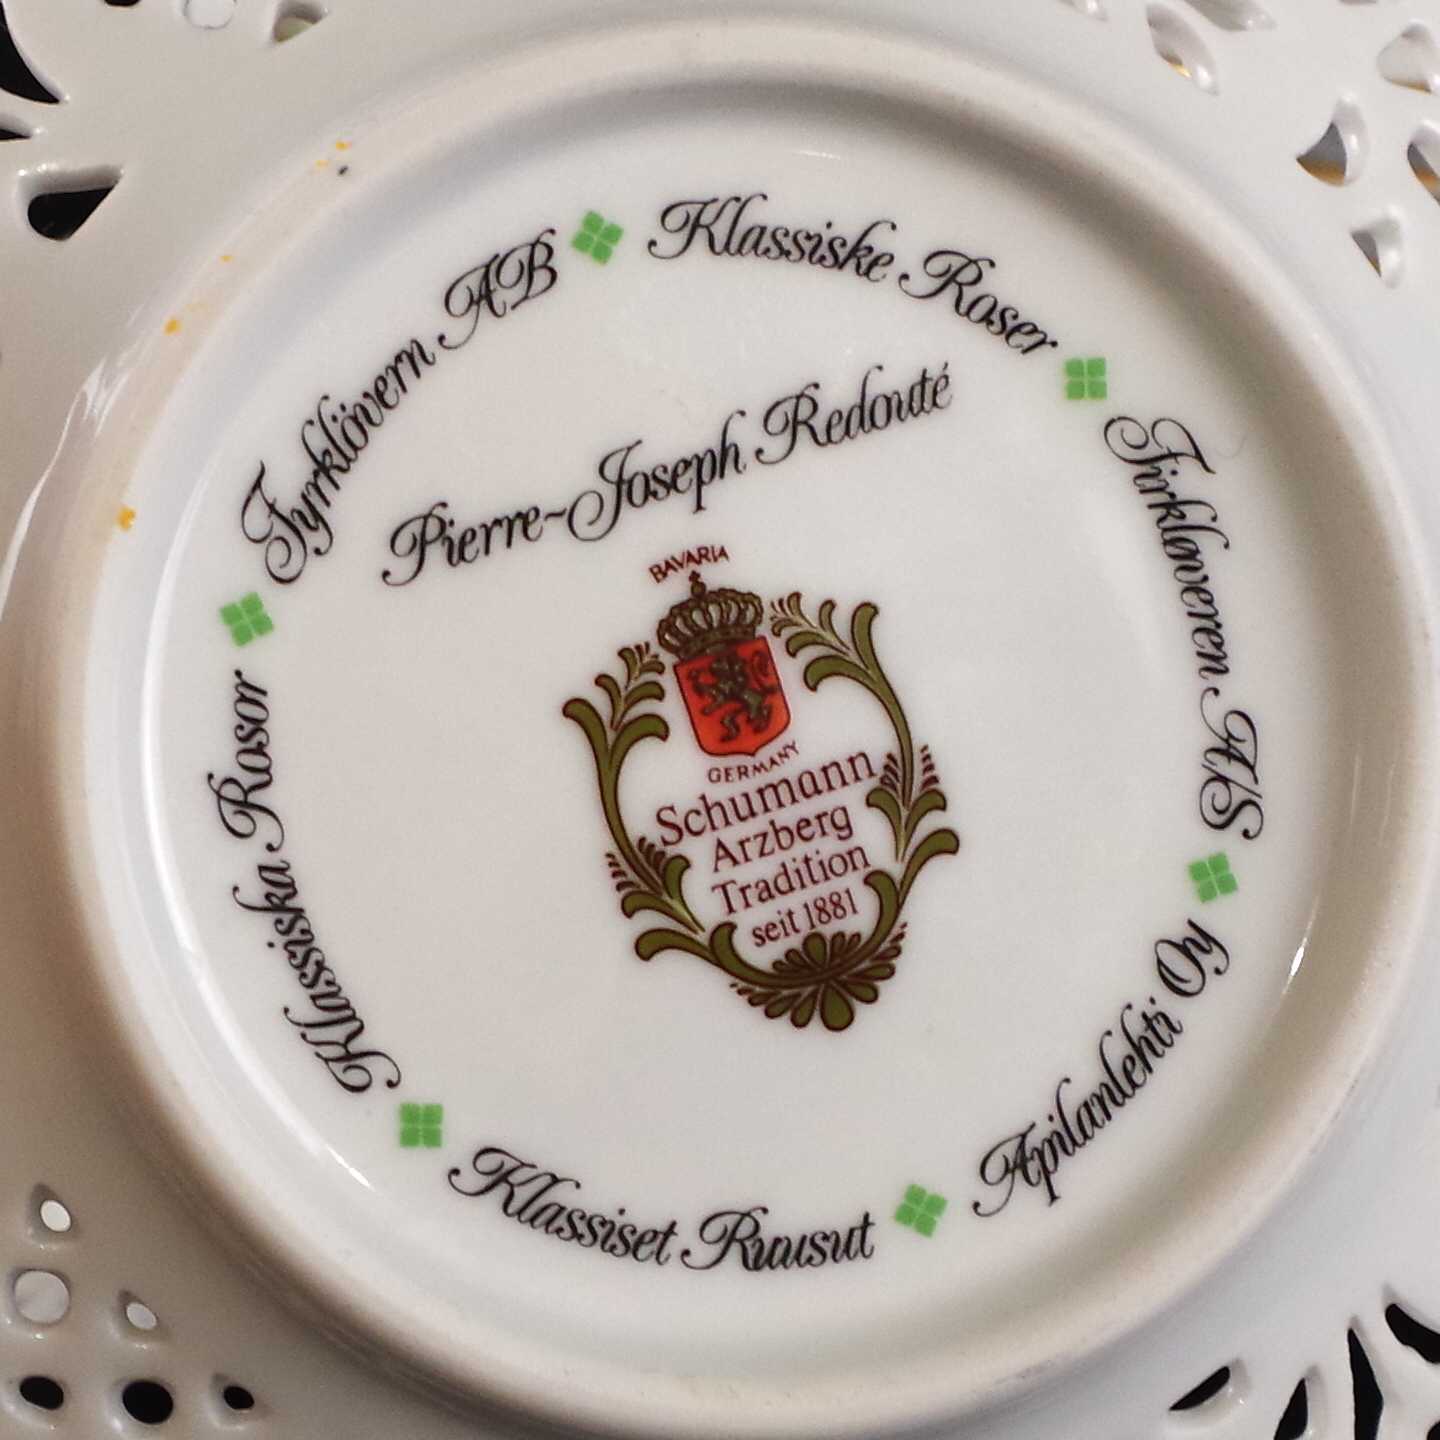 Fyrklövern AB
Klassiske Roser
Firkløveren A/S
Apilanlehti Oy
Klassiset Ruusut
Klassiska Rosor
Pierre-Joseph Redouté
BAVARIA
GERMANY
Schumann
Arzberg
Tradition
seit 1881